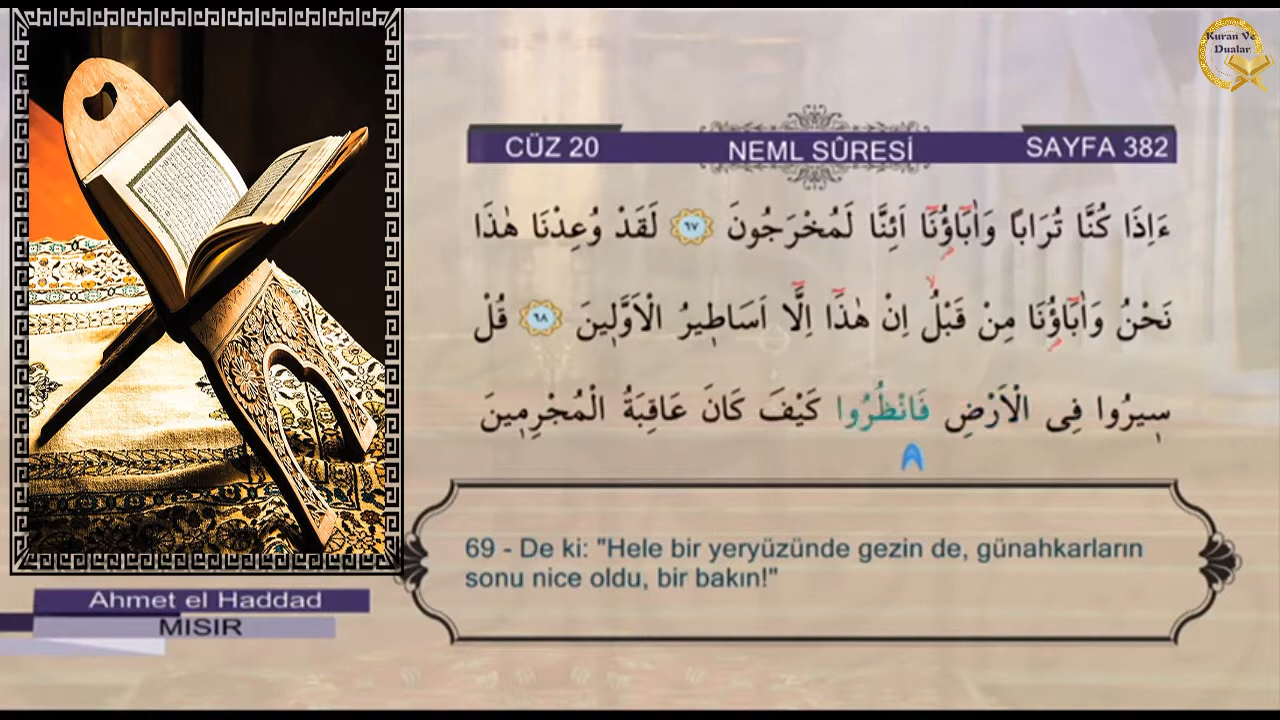 Kuran Ve
Dualar
CÜZ 20 NEML SÛRESİ SAYFA 382
ءَاِذَا كُنَّا تُرَابًا وَاٰبَٓاؤُ۬نَٓا اَئِنَّا لَمُخْرَجُونَ ٦٧ لَقَدْ وُعِدْنَا هٰذَا
نَحْنُ وَاٰبَٓاؤُ۬نَا مِنْ قَبْلُۙ اِنْ هٰذَٓا اِلَّٓا اَسَاط۪يرُ الْاَوَّل۪ينَ ٦٨ قُلْ
س۪يرُوا فِى الْاَرْضِ فَانْظُرُوا كَيْفَ كَانَ عَاقِبَةُ الْمُجْرِم۪ينَ
69 - De ki: "Hele bir yeryüzünde gezin de, günahkarların
sonu nice oldu, bir bakın!"
Ahmet el Haddad
MISIR